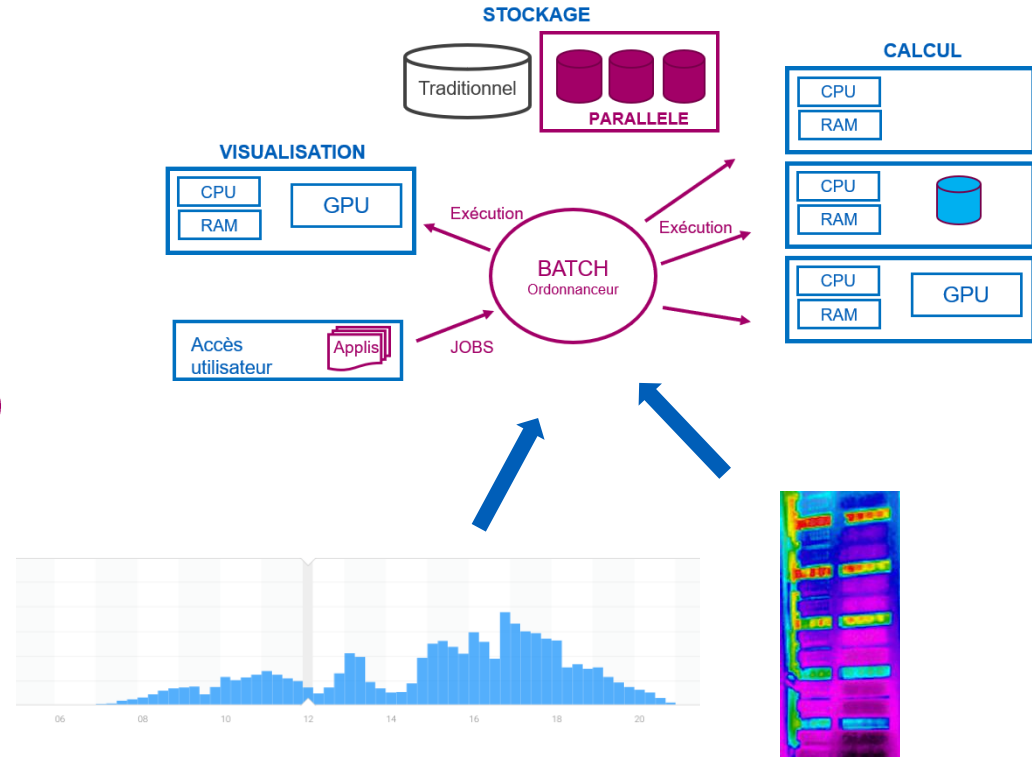 STOCKAGE
Traditionnel
PARALLELE
CALCUL
CPU
RAM
CPU
RAM
CPU
RAM
GPU
VISUALISATION
CPU
RAM
GPU
Exécution
Exécution
BATCH
Ordonnanceur
Accès
utilisateur
Applis
JOBS
06 08 10 12 14 16 18 20